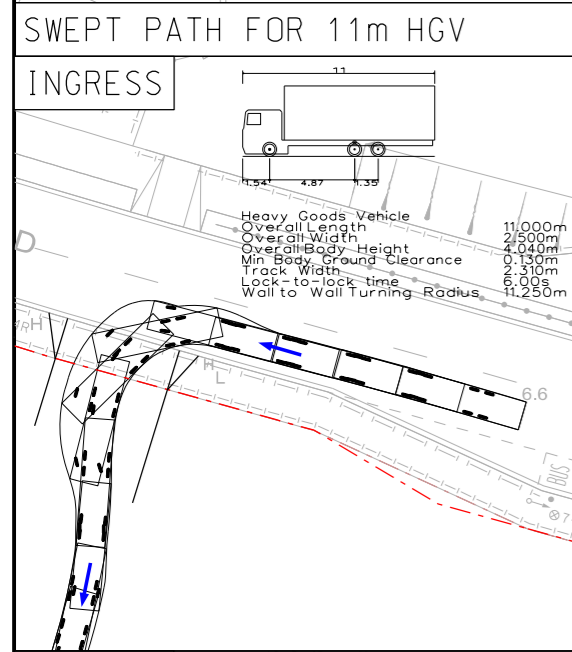 SWEPT PATH FOR 11m HGV
INGRESS
11
1.54 4.87 1.35
Heavy Goods Vehicle
Overall Length 11.000m
Overall Width 2.500m
Overall Body Height 4.040m
Min Body Ground Clearance 0.130m
Track Width 2.310m
Lock-to-lock time 6.00s
Wall to Wall Turning Radius 11.250m
D
H
H
L
6.6
BUS
7